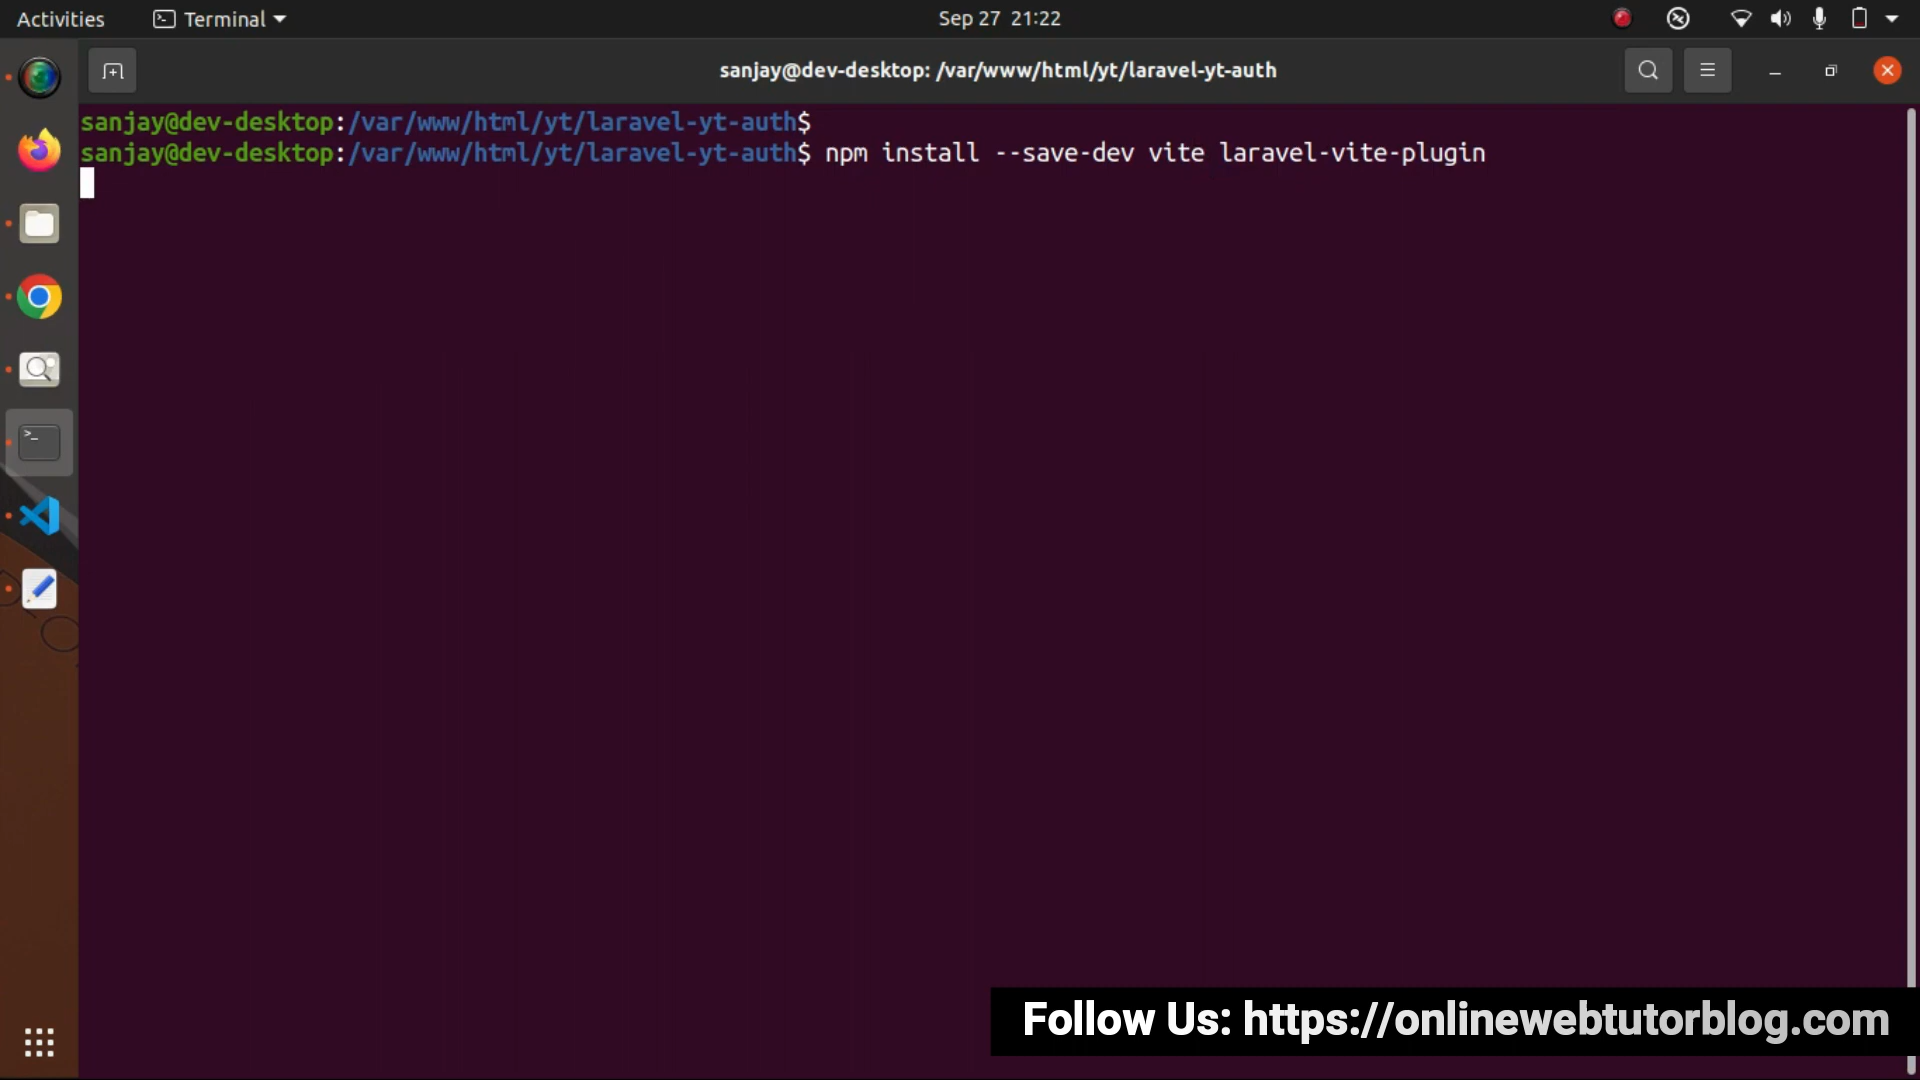 Activities
Terminal
Sep 27 21:22
sanjay@dev-desktop: /var/www/html/yt/laravel-yt-auth
sanjay@dev-desktop:/var/www/html/yt/laravel-yt-auth$
sanjay@dev-desktop:/var/www/html/yt/laravel-yt-auth$ npm install --save-dev vite laravel-vite-plugin
Follow Us: https://onlinewebtutorblog.com